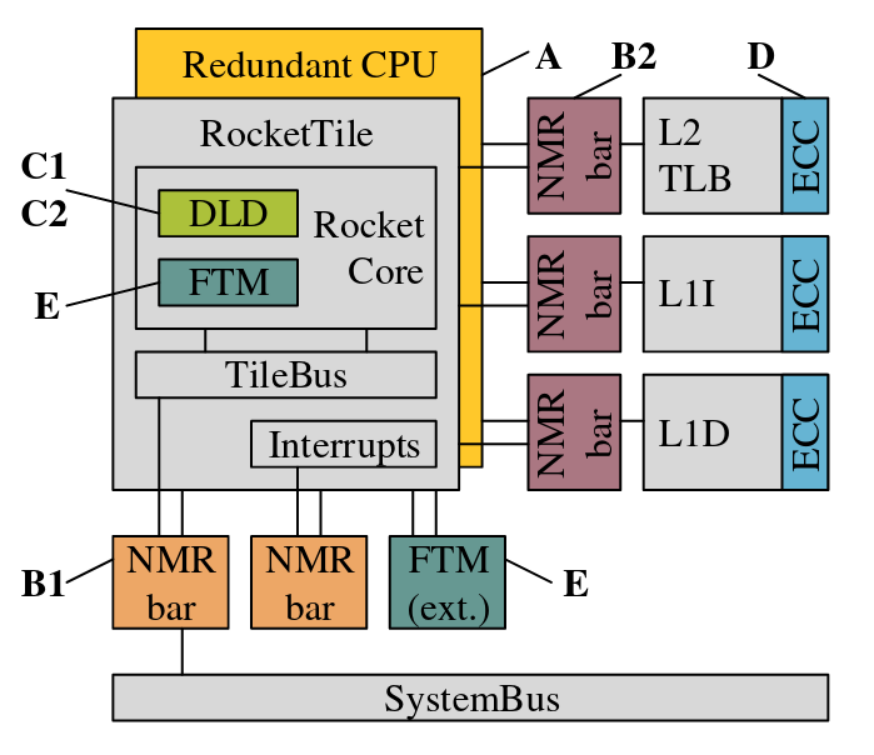 Redundant CPU
A
B2
D
RocketTile
NMR
bar
L2
TLB
ECC
C1
C2
DLD
Rocket
Core
FTM
E
NMR
bar
L1I
ECC
TileBus
NMR
bar
L1D
ECC
Interrupts
B1
NMR
bar
NMR
bar
FTM
(ext.)
E
SystemBus